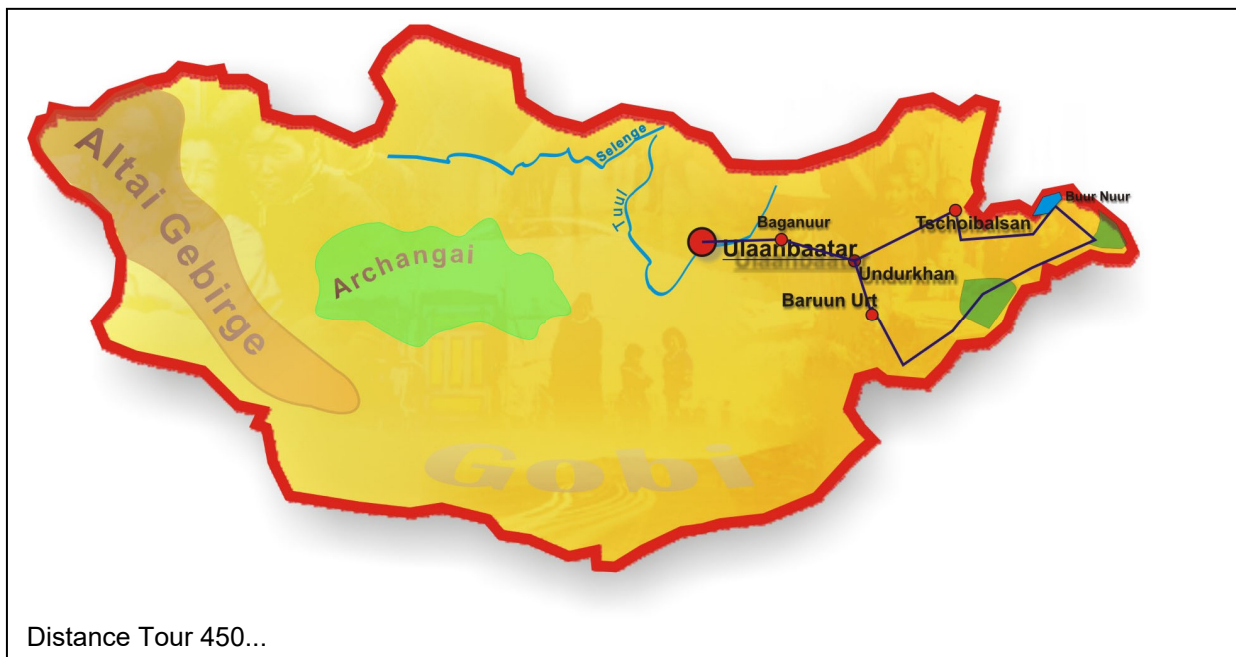 Altai Gebirge
Archangai
Selenge
Tuul
Baganuur
Ulaanbaatar
Undurkhan
Baruun Urt
Tschoibalsan
Buur Nuur
Gobi
Distance Tour 450...